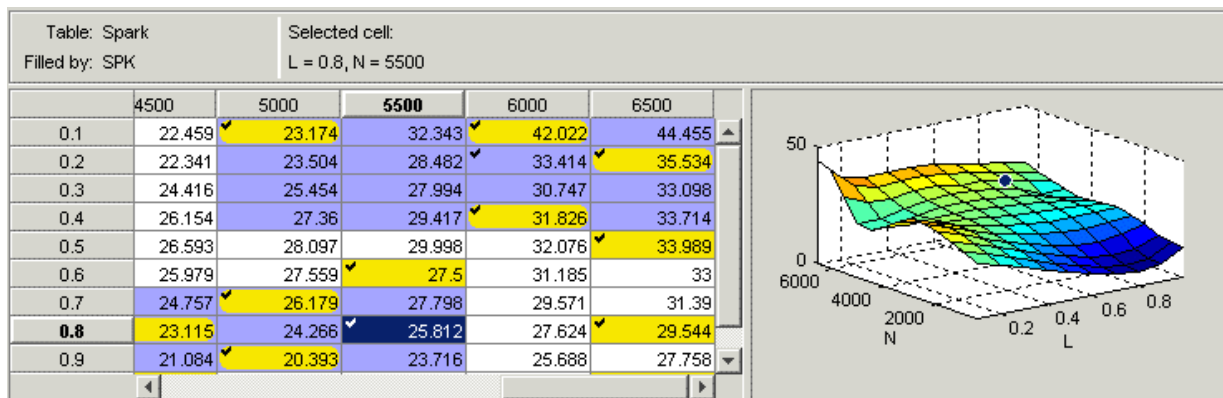 Table: Spark
Filled by: SPK
Selected cell:
L = 0.8, N = 5500
4500 5000 5500 6000 6500
0.1 22.459 23.174 32.343 42.022 44.455
0.2 22.341 23.504 28.482 33.414 35.534
0.3 24.416 25.454 27.994 30.747 33.098
0.4 26.154 27.36 29.417 31.826 33.714
0.5 26.593 28.097 29.998 32.076 33.989
0.6 25.979 27.559 27.5 31.185 33
0.7 24.757 26.179 27.798 29.571 31.39
0.8 23.115 24.266 25.812 27.624 29.544
0.9 21.084 20.393 23.716 25.688 27.758
50
0
6000
4000
2000
N
0.2 0.4 0.6 0.8
L